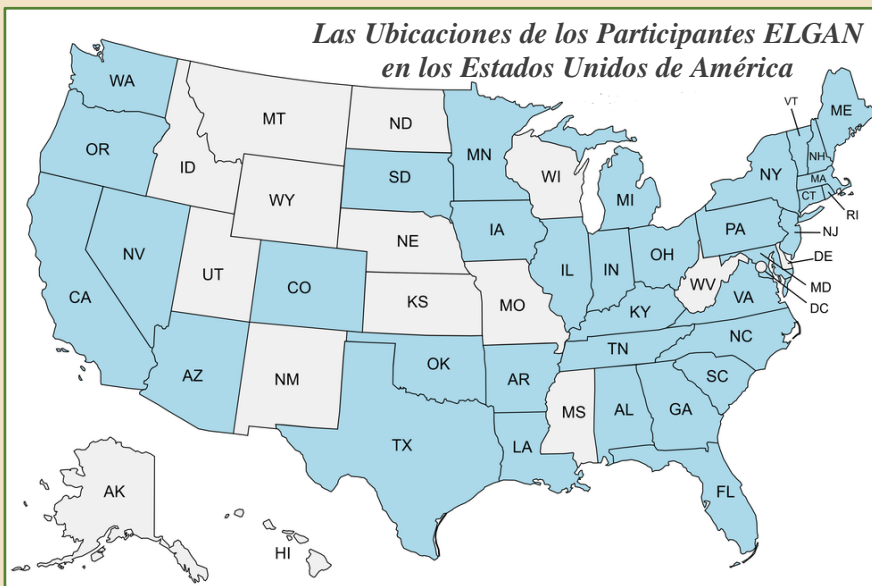 Las Ubicaciones de los Participantes ELGAN
en los Estados Unidos de América
WA
MT
ND
MN
VT
ME
OR
ID
SD
WI
NY
NH
MA
CT
RI
WY
MI
IA
PA
NJ
NV
NE
OH
DE
UT
IL
IN
MD
CA
CO
WV
VA
DC
KS
MO
KY
NC
TN
AZ
NM
OK
AR
SC
MS
AL
GA
TX
LA
FL
AK
HI